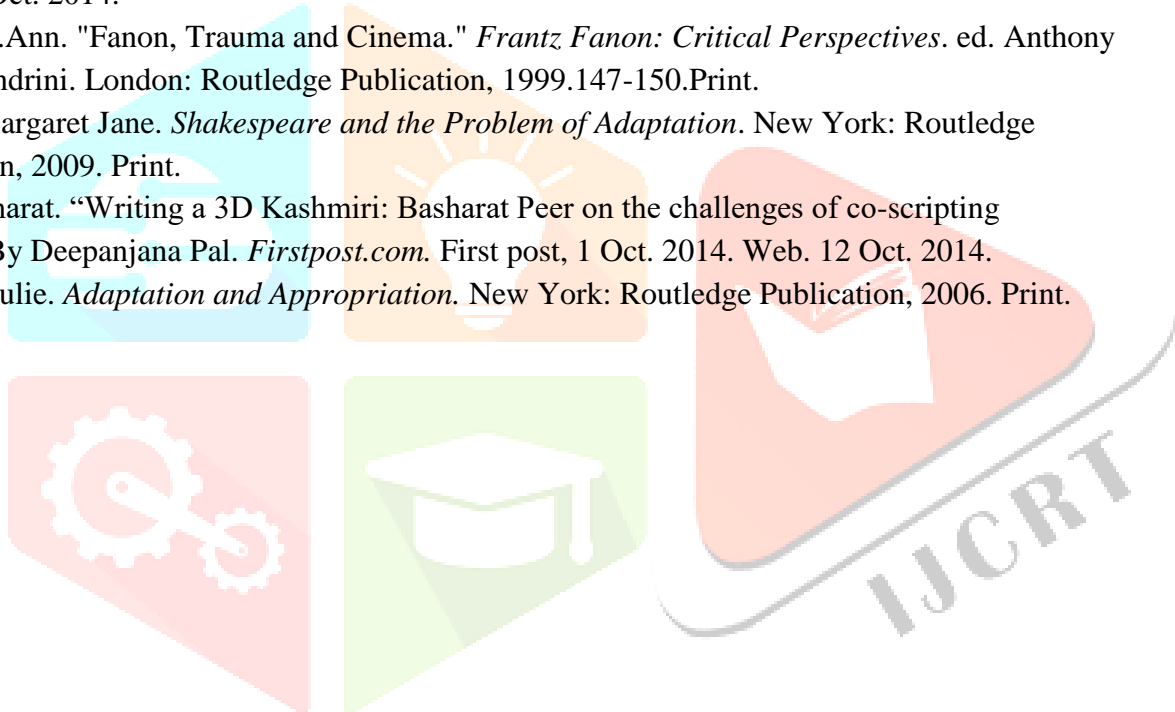 Oct. 2014.
.Ann. "Fanon, Trauma and Cinema." Frantz Fanon: Critical Perspectives. ed. Anthony
ndrini. London: Routledge Publication, 1999.147-150.Print.
argaret Jane. Shakespeare and the Problem of Adaptation. New York: Routledge
n, 2009. Print.
harat. “Writing a 3D Kashmiri: Basharat Peer on the challenges of co-scripting
By Deepanjana Pal. Firstpost.com. First post, 1 Oct. 2014. Web. 12 Oct. 2014.
ulie. Adaptation and Appropriation. New York: Routledge Publication, 2006. Print.
IJCRT